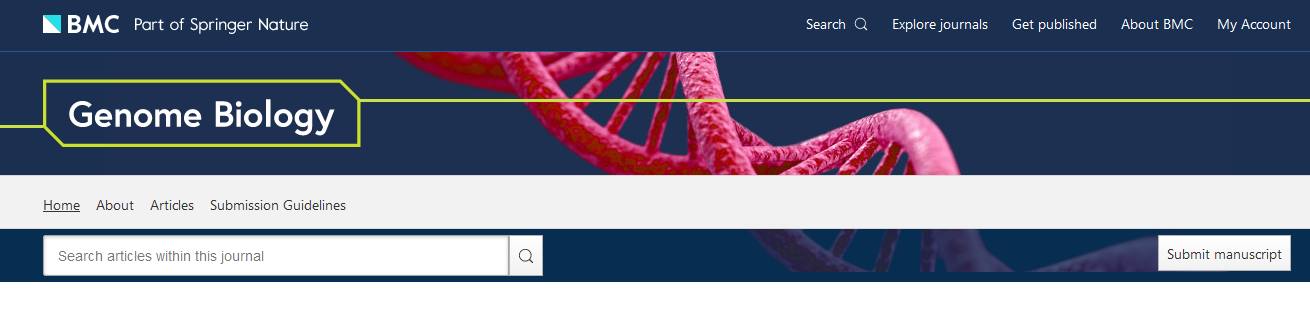 BMC Part of Springer Nature
Search Explore journals Get published About BMC My Account
Genome Biology
Home About Articles Submission Guidelines
Search articles within this journal
Submit manuscript